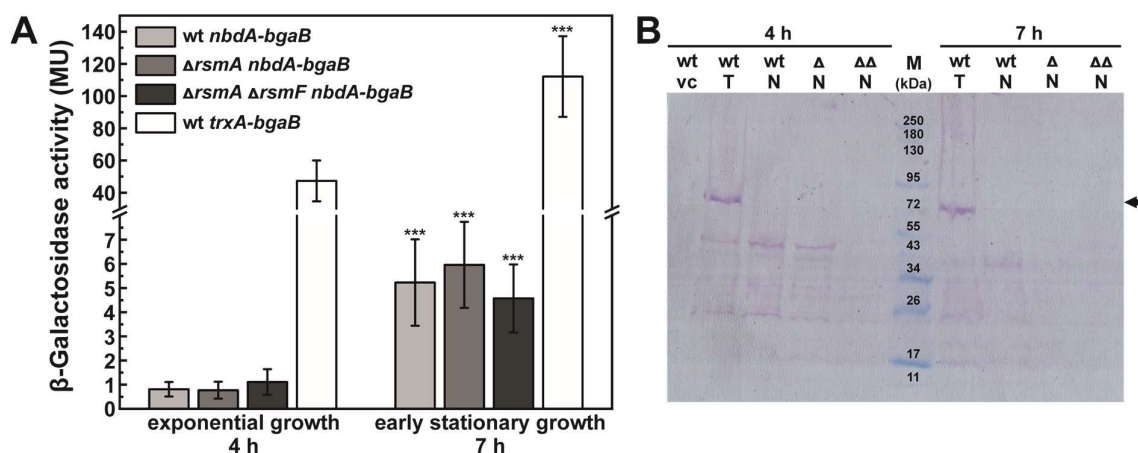 A
β-Galactosidase activity (MU)
140
120
100
80
60
40
7
6
5
4
3
2
1
0
wt nbdA-bgaB
ΔrsmA nbdA-bgaB
ΔrsmA ΔrsmF nbdA-bgaB
wt trxA-bgaB
***
***
***
***
exponential growth
4 h
early stationary growth
7 h
B
4 h
7 h
wt wt wt Δ ΔΔ M wt wt Δ ΔΔ
vc T N N N (kDa) T N N N
250
180
130
95
72
55
43
34
26
17
11